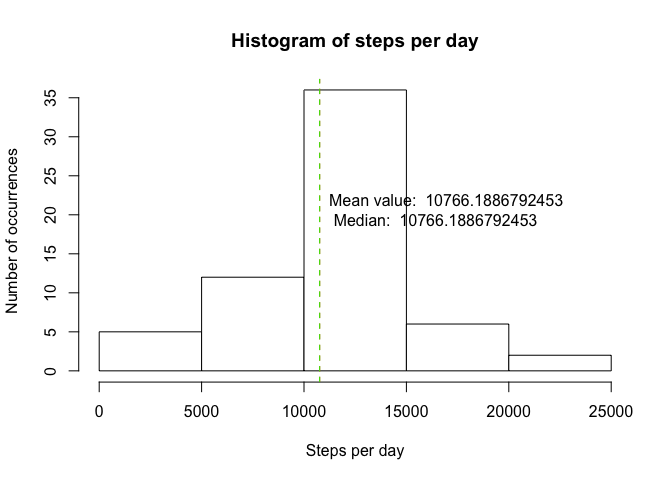 Histogram of steps per day
Number of occurrences
35
30
25
20
15
10
5
0
Mean value:  10766.1886792453
Median:  10766.1886792453
0 5000 10000 15000 20000 25000
Steps per day